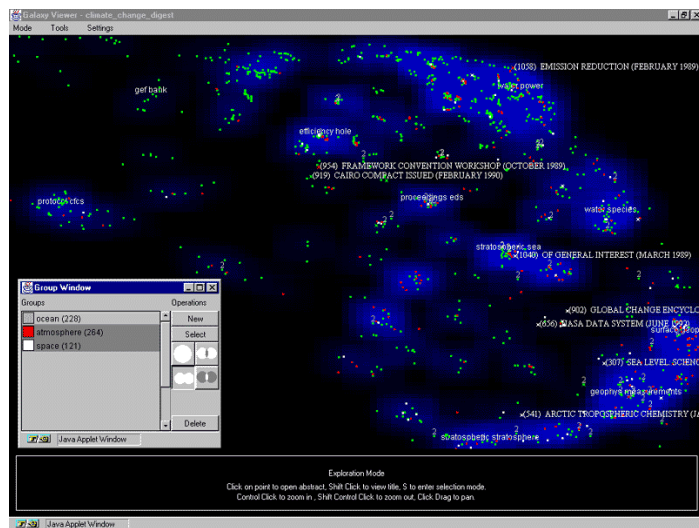 Galaxy Viewer - climate_change_digest
Mode Tools Settings
(1058) EMISSION REDUCTION (FEBRUARY 1989)
gef bank
water power
efficiency hole
(954) FRAMEWORK CONVENTION WORKSHOP (OCTOBER 1989)
(919) CAIRO COMPACT ISSUED (FEBRUARY 1990)
protocol cfcs
proceedings eds
water species
stratospheric sea
(1040) OF GENERAL INTEREST (MARCH 1989)
(902) GLOBAL CHANGE ENCYCLO
(656) NASA DATA SYSTEM (JUNE 1992)
(307) SEA LEVEL: SCIENC
geophys measurements
(541) ARCTIC TROPOSPHERIC CHEMISTRY (JA
stratospheric stratosphere
Group Window
Groups Operations
ocean (228)
atmosphere (264)
space (121)
New
Select
Delete
Java Applet Window
Exploration Mode
Click on point to open abstract, Shift Click to view title, S to enter selection mode.
Control Click to zoom in , Shift Control Click to zoom out, Click Drag to pan.
Java Applet Window